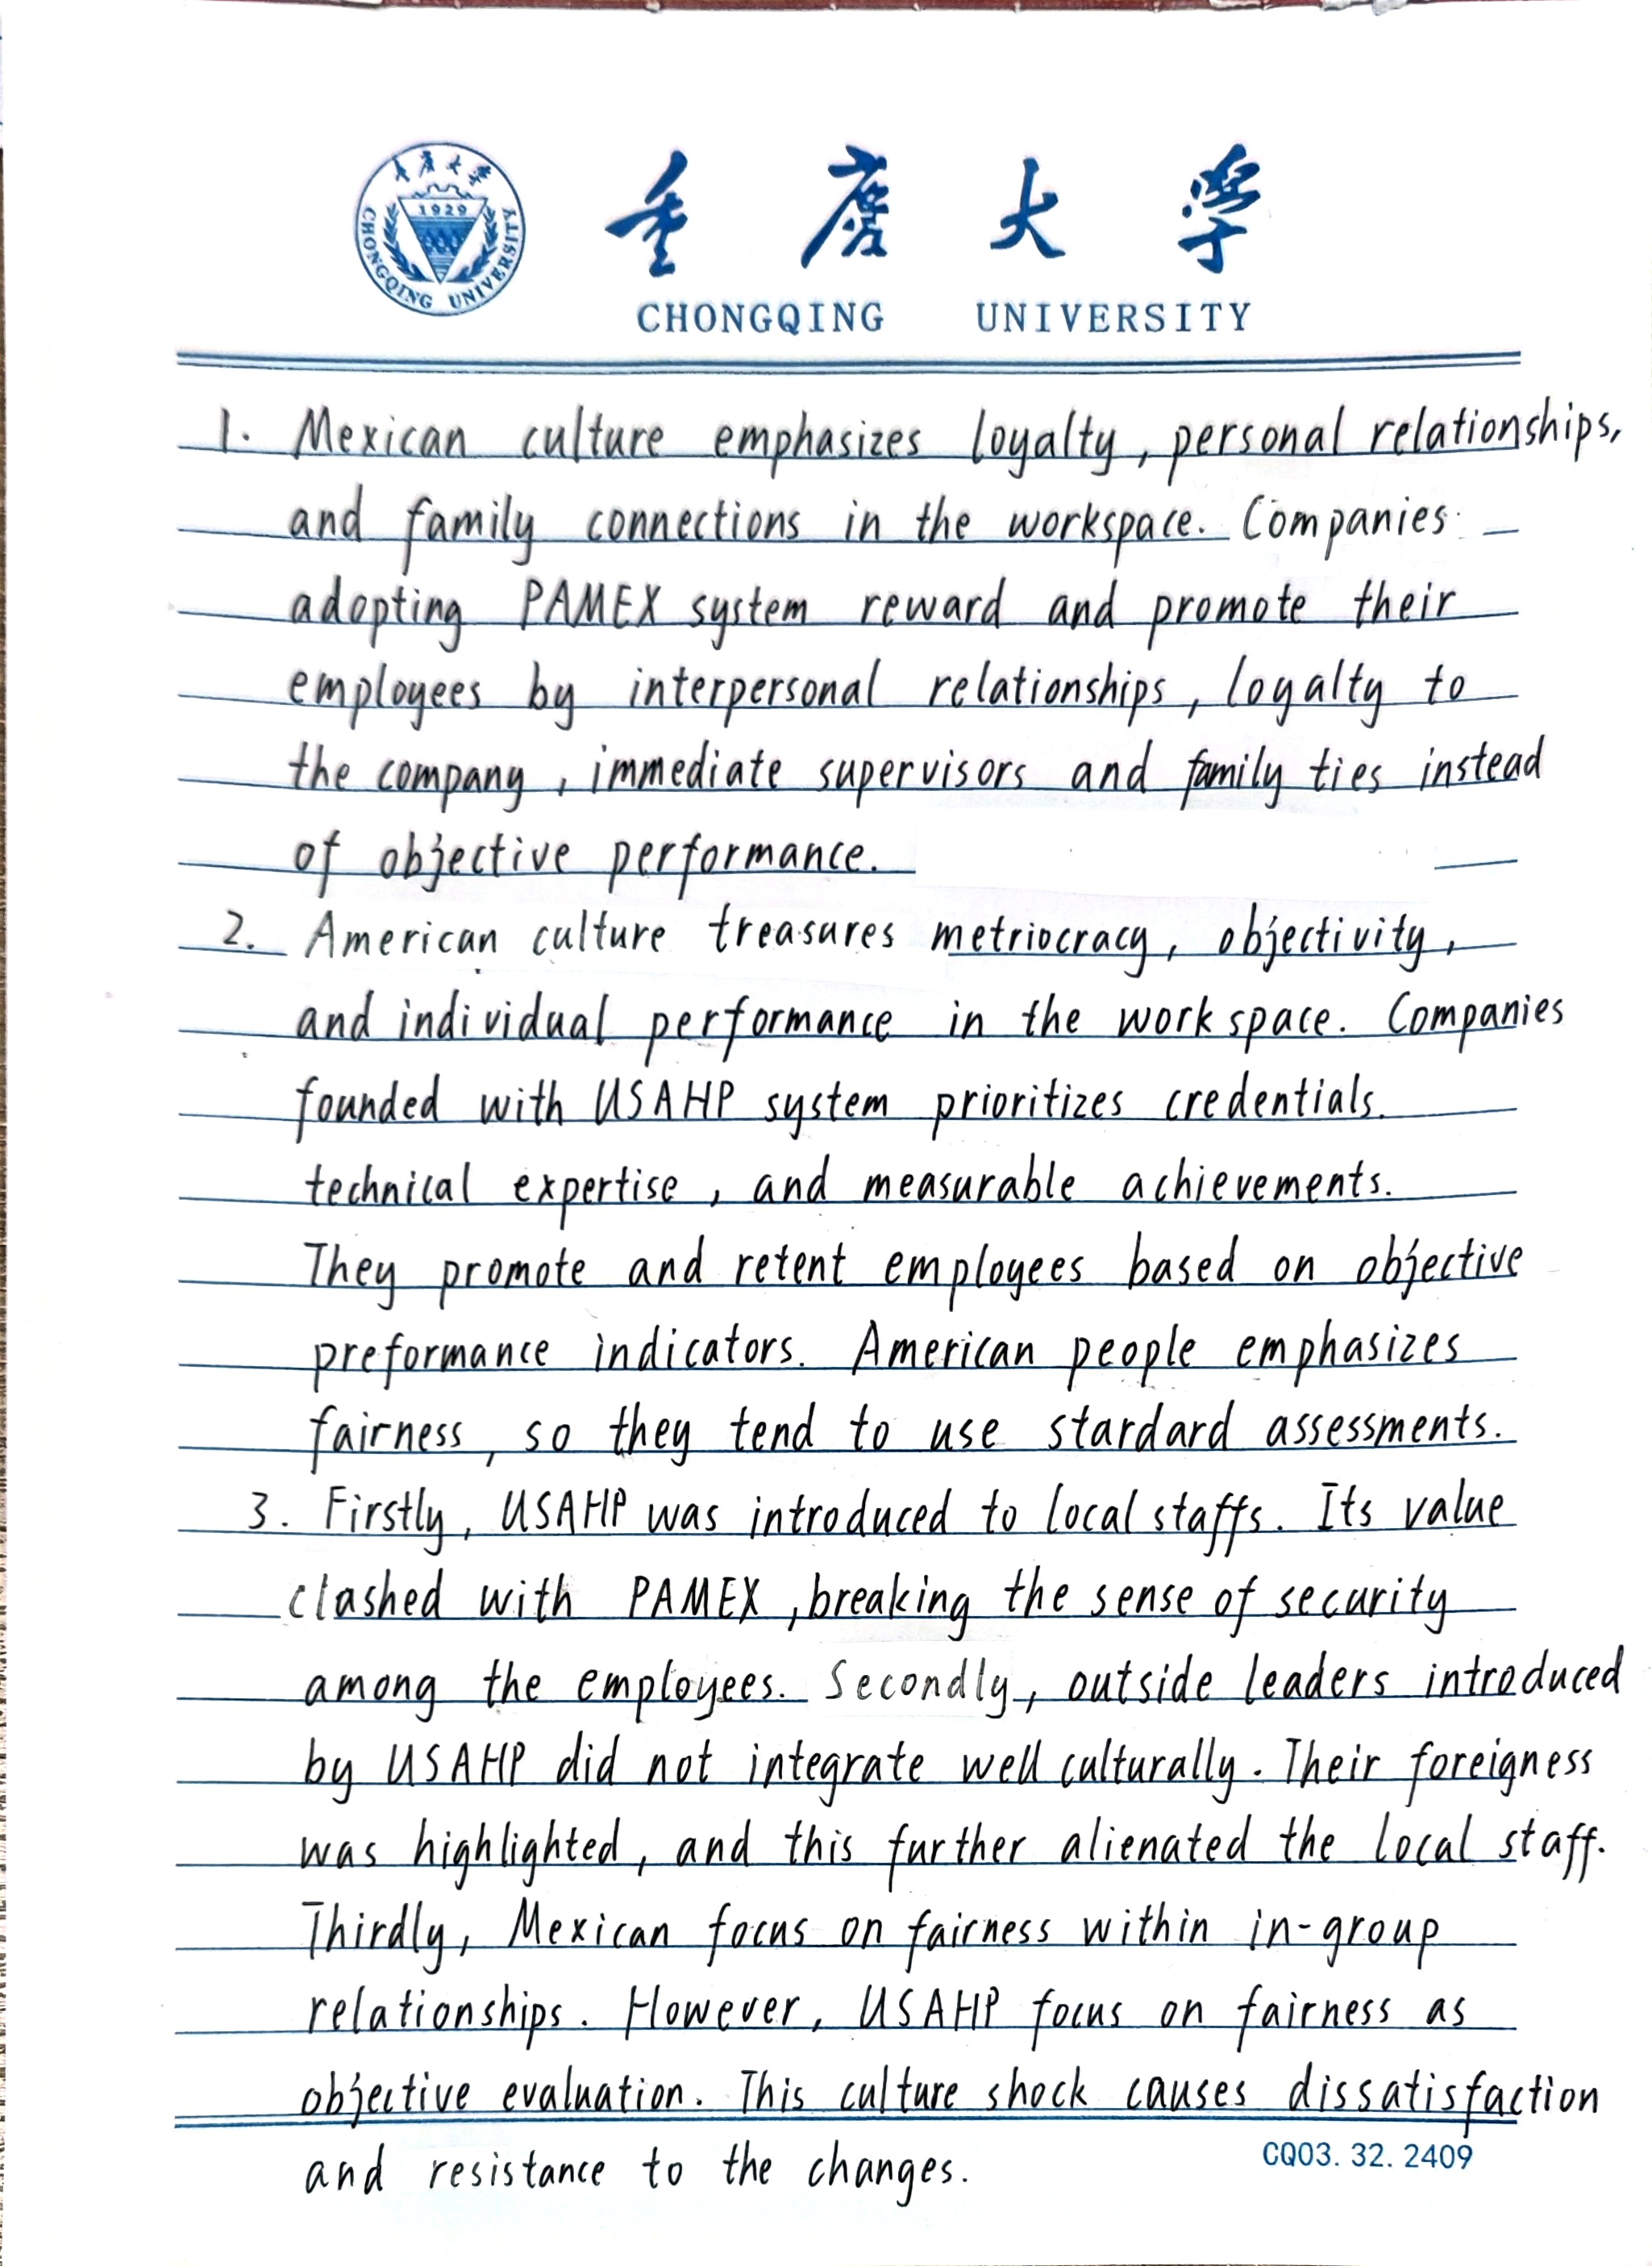 重庆大学
1929
CHONGQING UNIVERSITY
重 庆 大 学
CHONGQING UNIVERSITY
1. Mexican culture emphasizes loyalty, personal relationships,
and family connections in the workspace. Companies
adopting PAMEX system reward and promote their
employees by interpersonal relationships, loyalty to
the company, immediate supervisors and family ties instead
of objective performance.
2. American culture treasures metriocracy, objectivity,
and individual performance in the workspace. Companies
founded with USAHP system prioritizes credentials.
technical expertise, and measurable achievements.
They promote and retent employees based on objective
preformance indicators. American people emphasizes
fairness, so they tend to use stardard assessments.
3. Firstly, USAHP was introduced to local staffs. Its value
clashed with PAMEX, breaking the sense of security
among the employees. Secondly, outside leaders introduced
by USAHP did not integrate well culturally. Their foreigness
was highlighted, and this further alienated the local staff.
Thirdly, Mexican focus on fairness within in-group
relationships. However, USAHP focus on fairness as
objective evaluation. This culture shock causes dissatisfaction
and resistance to the changes.
CQ03.32.2409